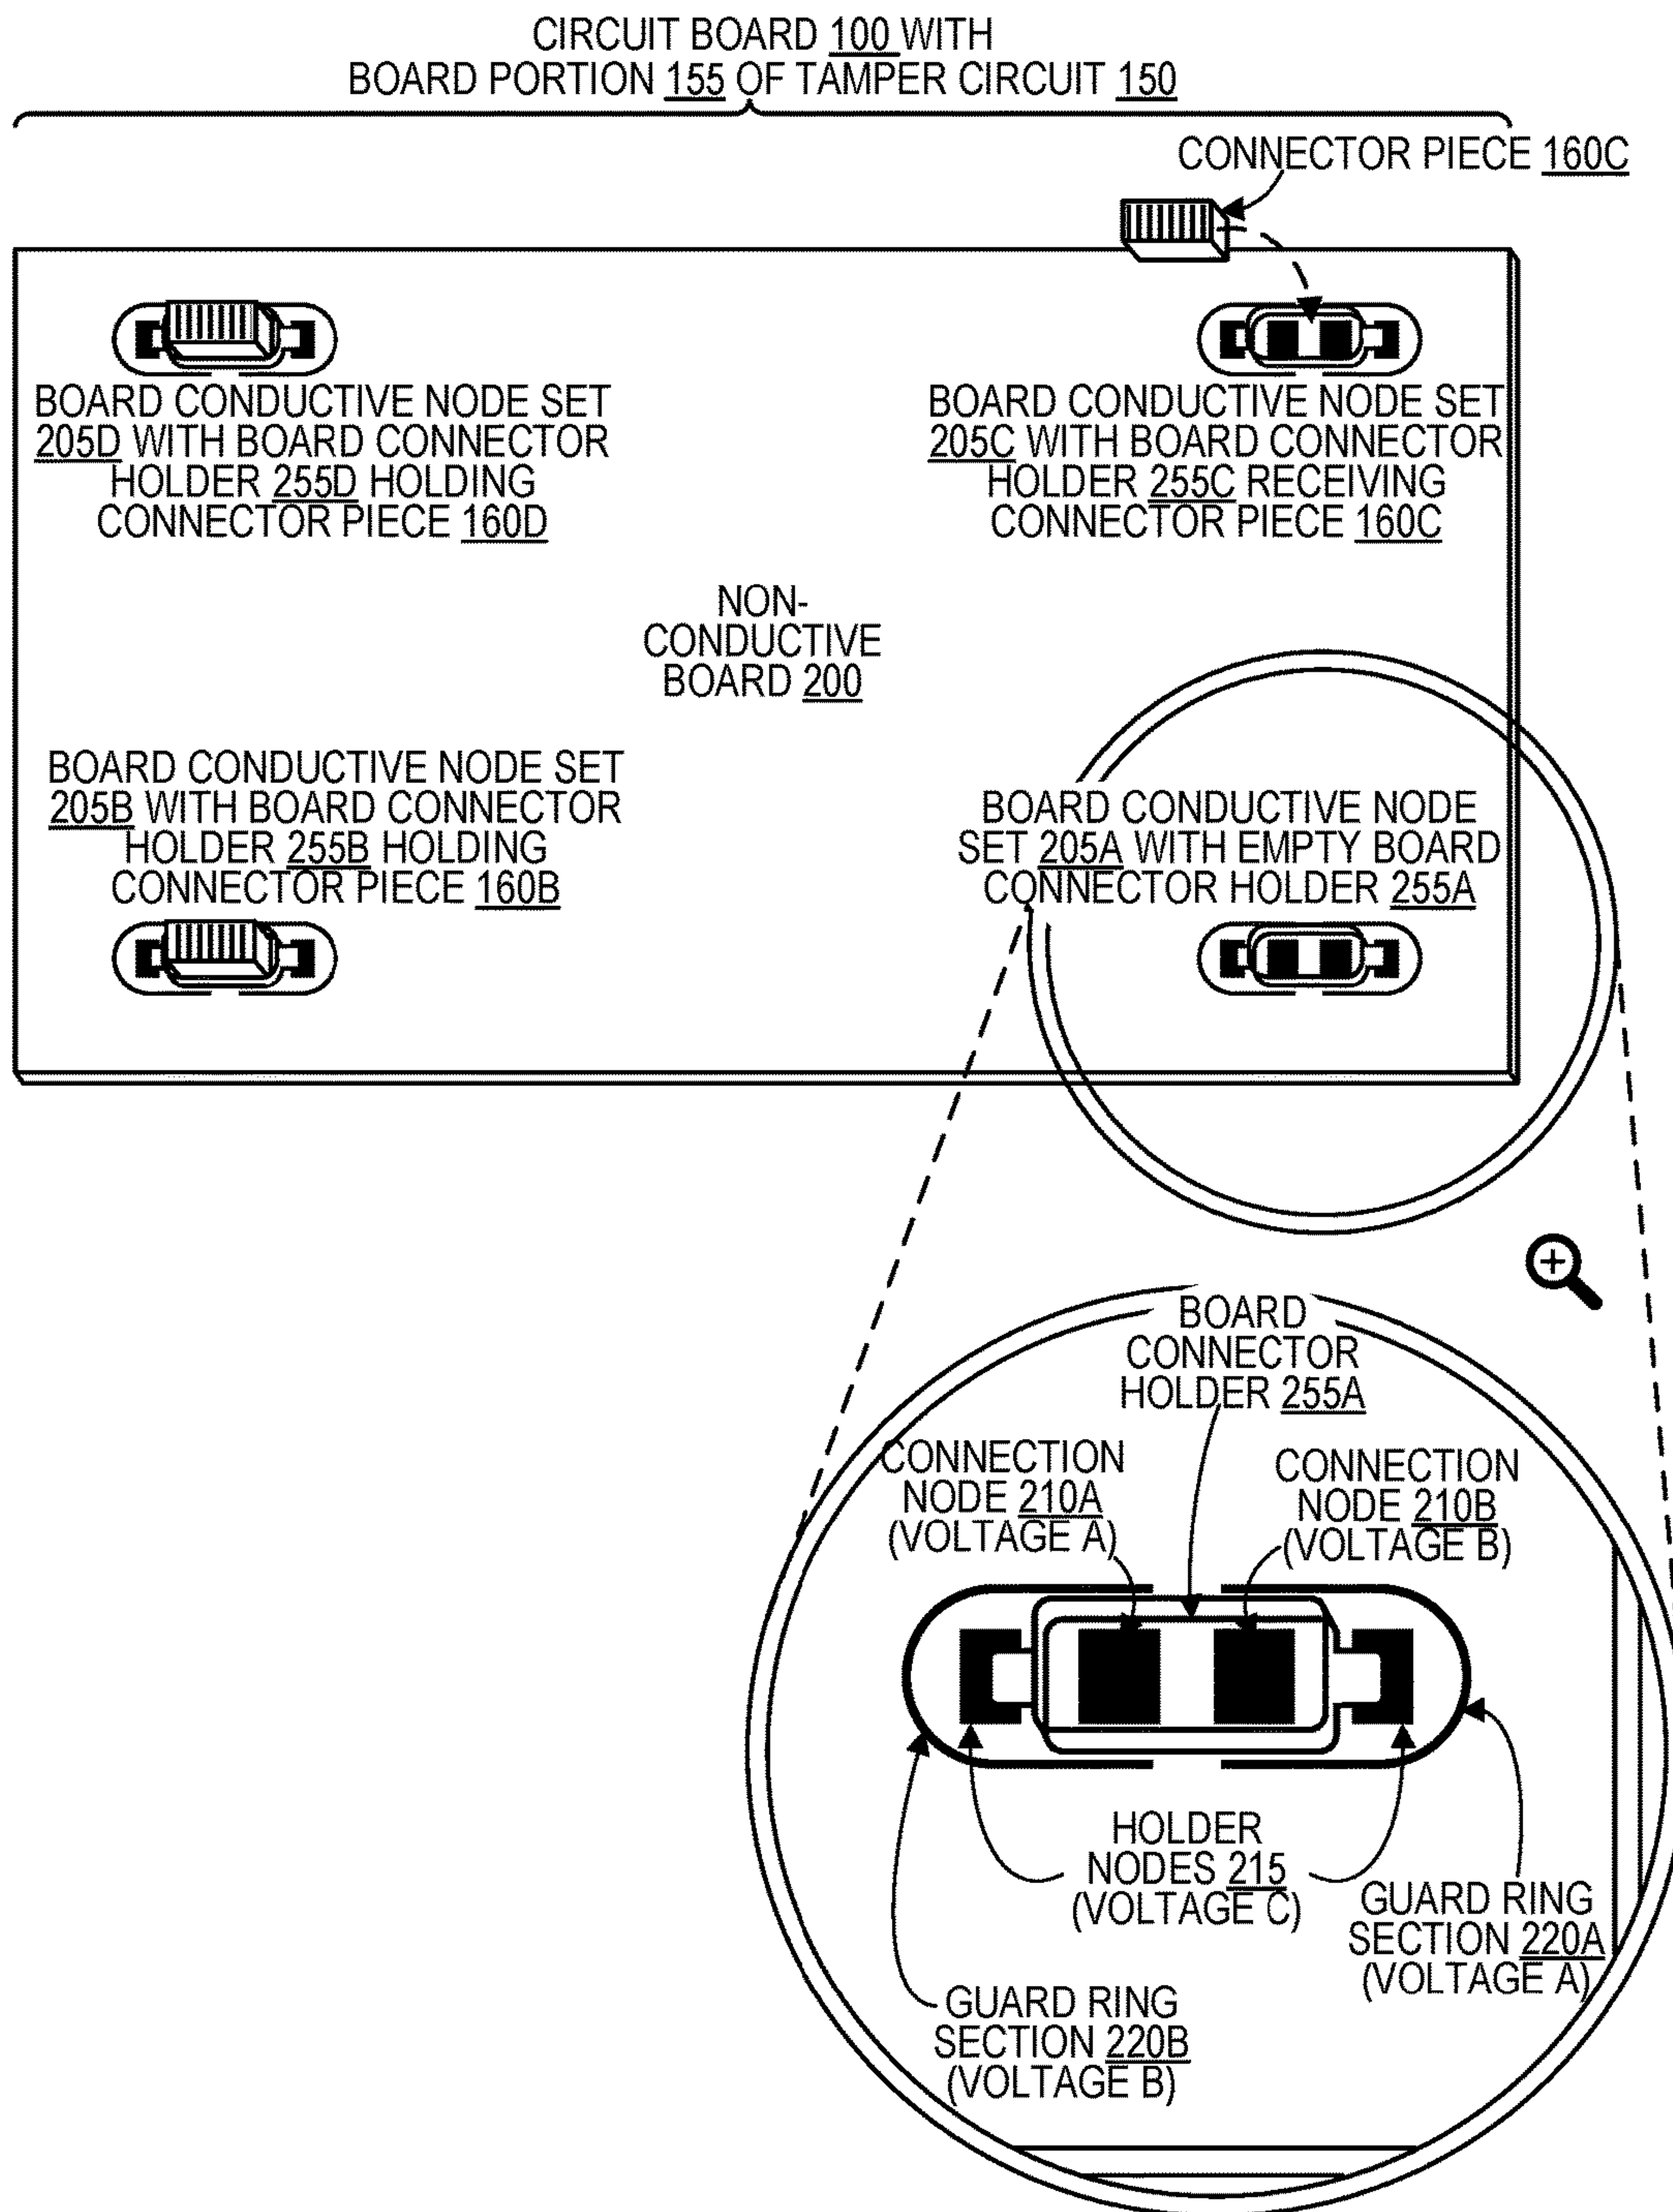 CIRCUIT BOARD 100 WITH
BOARD PORTION 155 OF TAMPER CIRCUIT 150
CONNECTOR PIECE 160C
BOARD CONDUCTIVE NODE SET
205D WITH BOARD CONNECTOR
HOLDER 255D HOLDING
CONNECTOR PIECE 160D
BOARD CONDUCTIVE NODE SET
205C WITH BOARD CONNECTOR
HOLDER 255C RECEIVING
CONNECTOR PIECE 160C
NON-
CONDUCTIVE
BOARD 200
BOARD CONDUCTIVE NODE SET
205B WITH BOARD CONNECTOR
HOLDER 255B HOLDING
CONNECTOR PIECE 160B
BOARD CONDUCTIVE NODE
SET 205A WITH EMPTY BOARD
CONNECTOR HOLDER 255A
BOARD
CONNECTOR
HOLDER 255A
CONNECTION
NODE 210A
(VOLTAGE A)
CONNECTION
NODE 210B
(VOLTAGE B)
HOLDER
NODES 215
(VOLTAGE C)
GUARD RING
SECTION 220A
(VOLTAGE A)
GUARD RING
SECTION 220B
(VOLTAGE B)